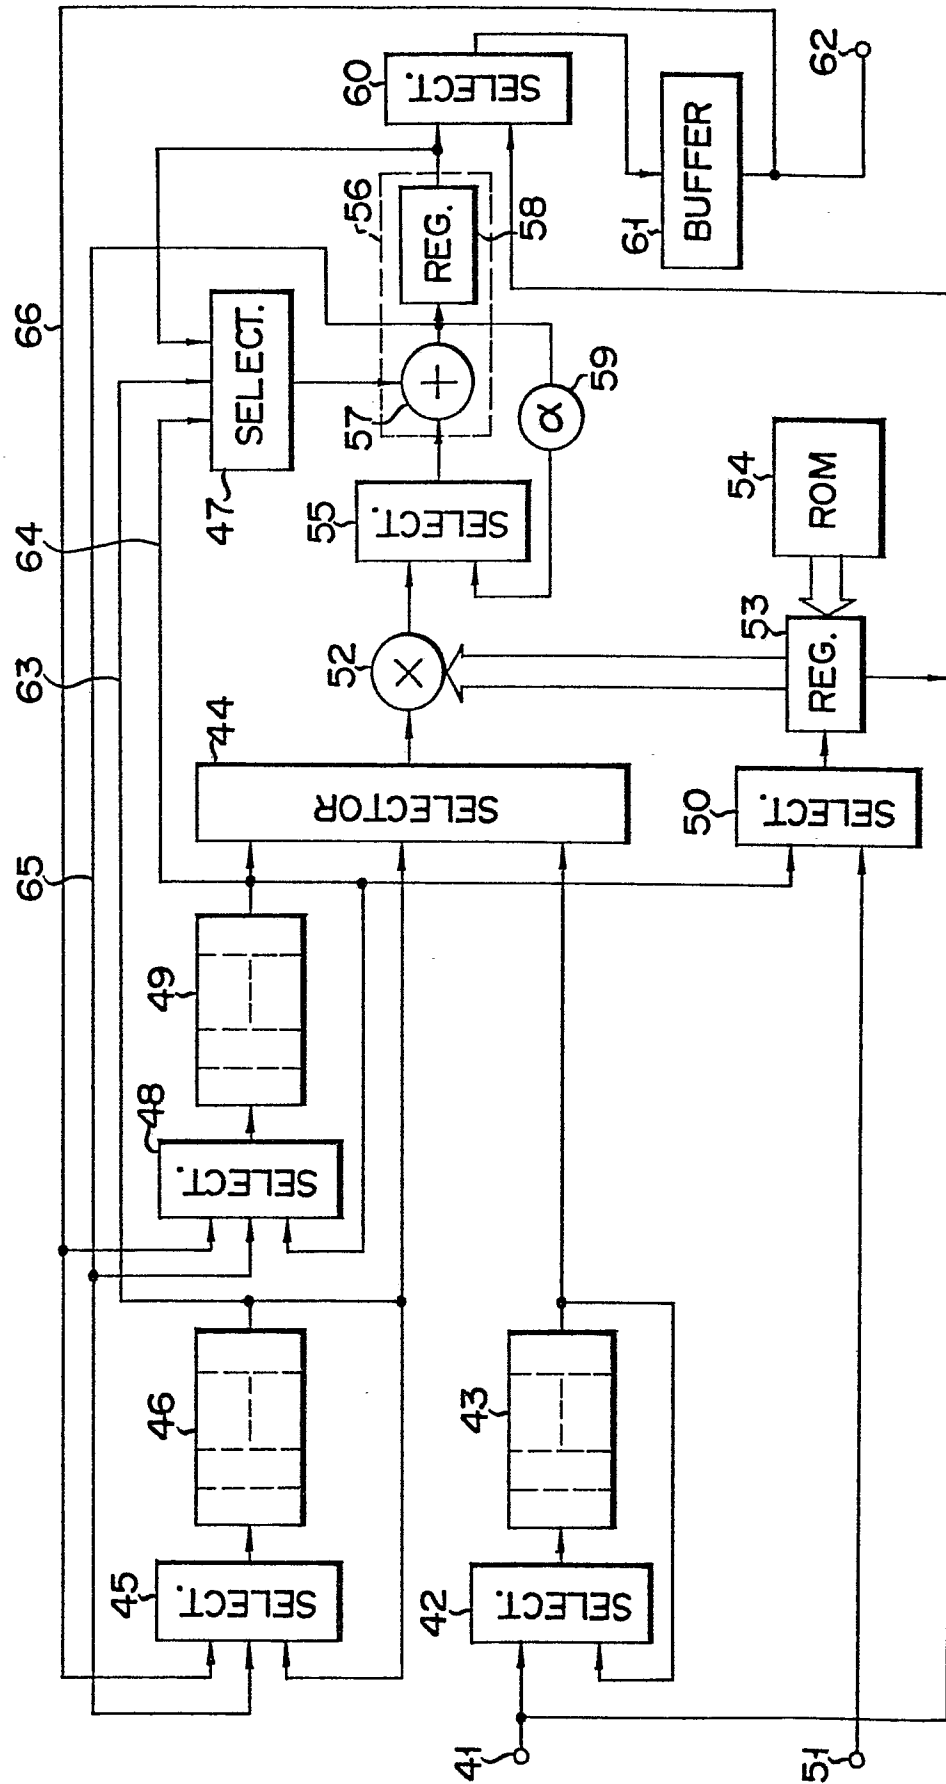 66
64
63
65
60
SELECT.
62
56
REG.
58
61
BUFFER
SELECT.
47
57
+
α
59
55
SELECT.
54
ROM
52
×
53
REG.
44
SELECTOR
50
SELECT.
49
48
SELECT.
46
43
45
SELECT.
42
SELECT.
41
51